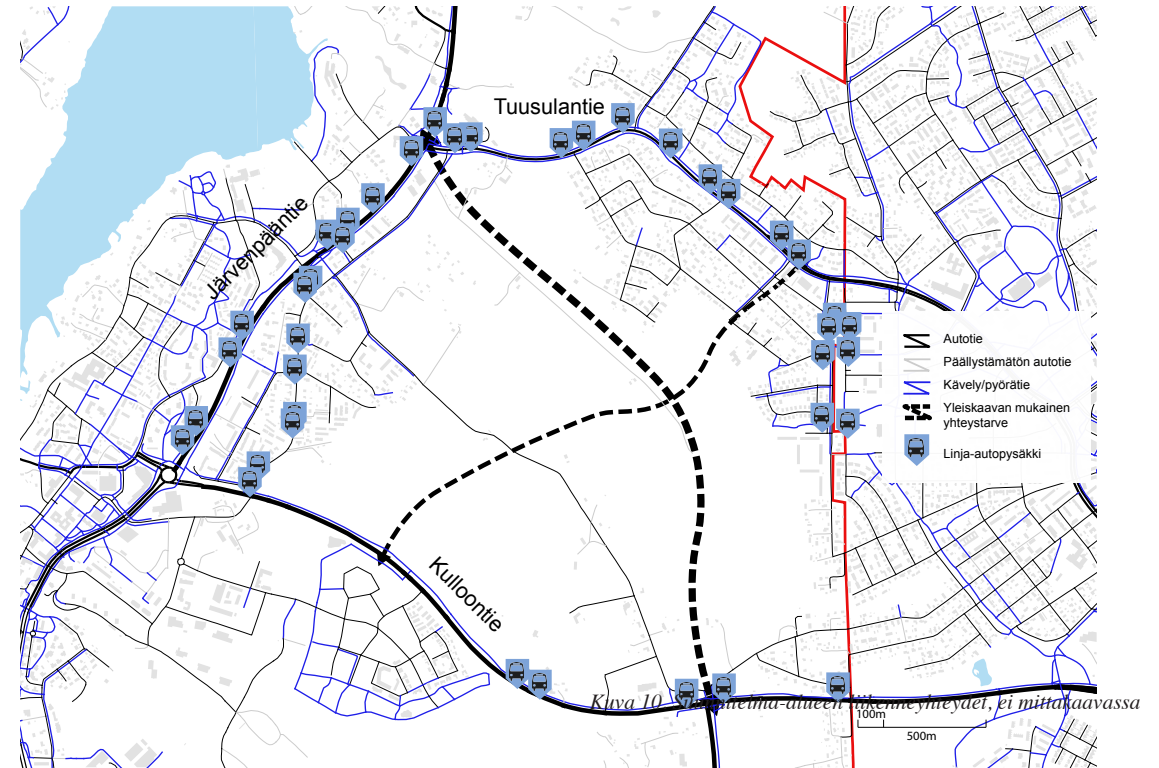 Tuusulantie
Järvenpääntie
Autotie
Päällystämätön autotie
Kävely/pyörätie
Yleiskaavan mukainen
yhteystarve
Linja-autopysäkki
Kulloontie
Kuva 10. liikenneyhteydet, ei mittakaavassa
100m
500m